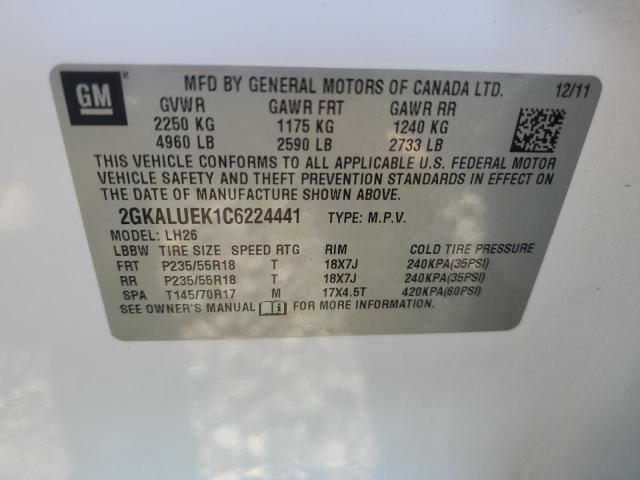 GM
MFD BY GENERAL MOTORS OF CANADA LTD. 12/11
GVWR GAWR FRT GAWR RR
2250 KG 1175 KG 1240 KG
4960 LB 2590 LB 2733 LB
THIS VEHICLE CONFORMS TO ALL APPLICABLE U.S. FEDERAL MOTOR
VEHICLE SAFETY AND THEFT PREVENTION STANDARDS IN EFFECT ON
THE DATE OF MANUFACTURE SHOWN ABOVE.
2GKALUEK1C6224441 TYPE: M.P.V.
MODEL: LH26
LBBW TIRE SIZE SPEED RTG RIM COLD TIRE PRESSURE
FRT P235/55R18 T 18X7J 240KPA(35PSI)
RR P235/55R18 T 18X7J 240KPA(35PSI)
SPA T145/70R17 M 17X4.5T 420KPA(60PSI)
SEE OWNER'S MANUAL FOR MORE INFORMATION.